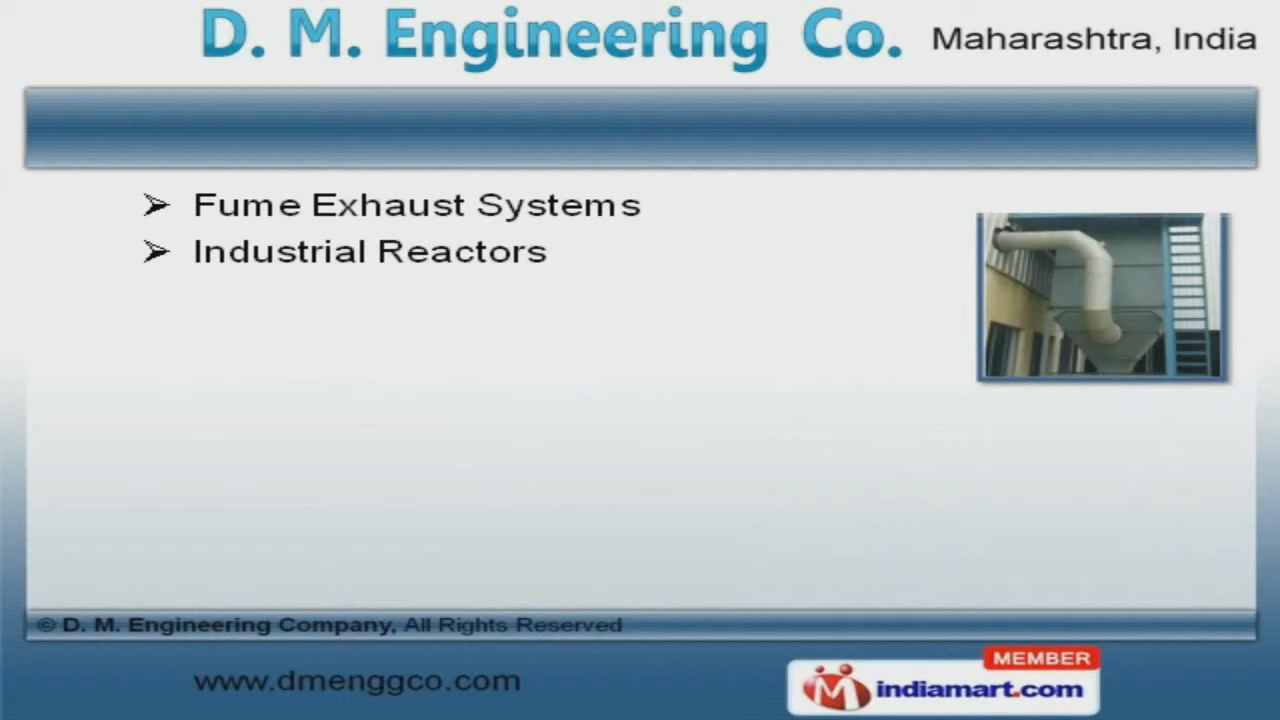 D. M. Engineering Co. Maharashtra, India
➢ Fume Exhaust Systems
➢ Industrial Reactors
© D. M. Engineering Company, All Rights Reserved
www.dmenggco.com
MEMBER
indiamart.com